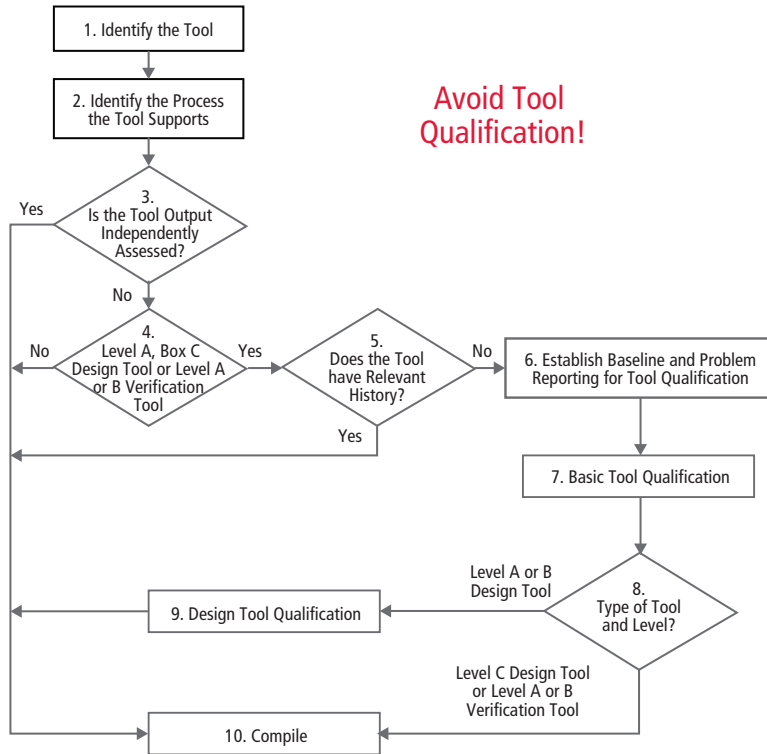 1. Identify the Tool
2. Identify the Process
the Tool Supports
Avoid Tool
Qualification!
3.
Is the Tool Output
Independently
Assessed?
Yes
No
4.
Level A, Box C
Design Tool or Level A
or B Verification
Tool
No
Yes
5.
Does the Tool
have Relevant
History?
No
Yes
6. Establish Baseline and Problem
Reporting for Tool Qualification
7. Basic Tool Qualification
8.
Type of Tool
and Level?
Level A or B
Design Tool
9. Design Tool Qualification
Level C Design Tool
or Level A or B
Verification Tool
10. Compile